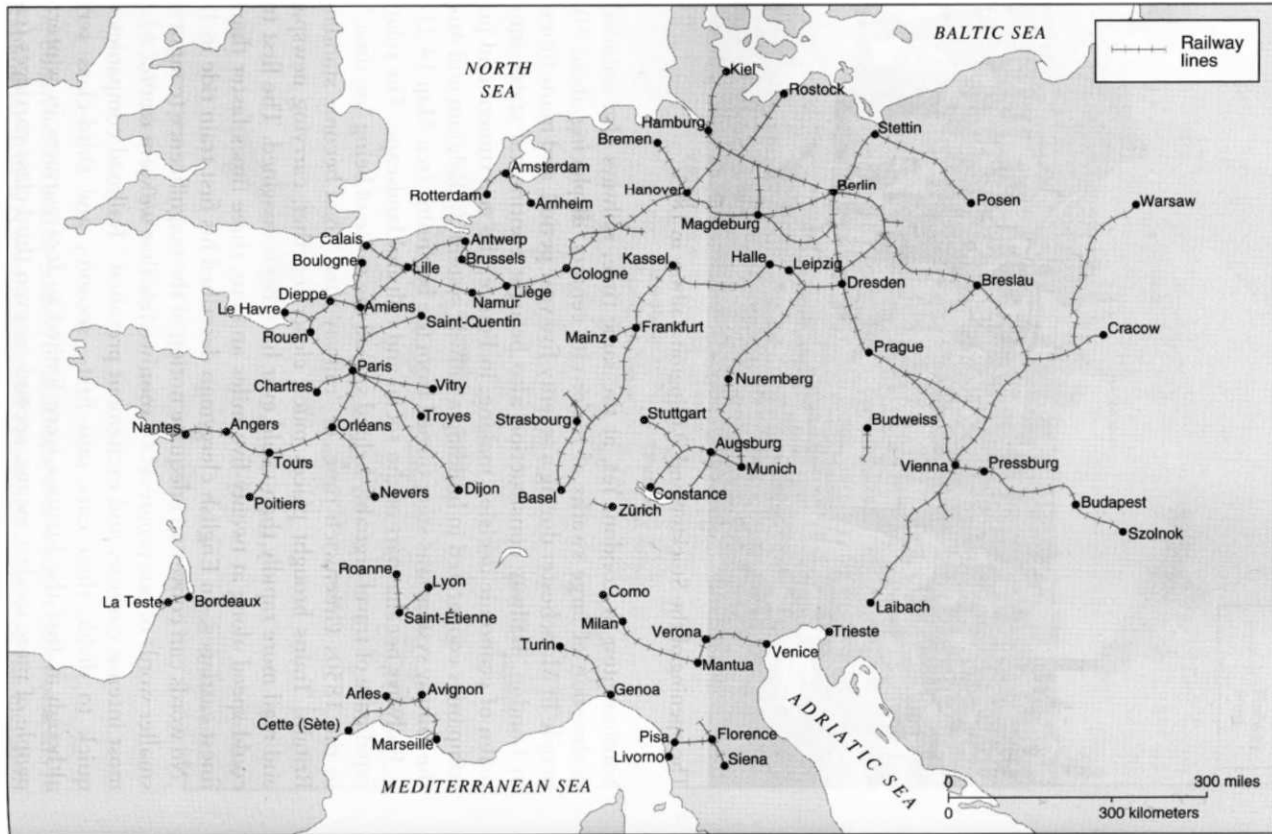 BALTIC SEA
Railway
lines
NORTH
SEA
Kiel
Rostock
Hamburg
Bremen
Stettin
Amsterdam
Rotterdam
Arnheim
Hanover
Berlin
Magdeburg
Posen
Warsaw
Calais
Boulogne
Lille
Antwerp
Brussels
Cologne
Kassel
Halle
Leipzig
Dresden
Breslau
Dieppe
Le Havre
Amiens
Namur
Liège
Saint-Quentin
Rouen
Mainz
Frankfurt
Cracow
Prague
Paris
Chartres
Vitry
Troyes
Nuremberg
Nantes
Angers
Orléans
Strasbourg
Stuttgart
Budweiss
Augsburg
Tours
Munich
Vienna
Pressburg
Poitiers
Nevers
Dijon
Basel
Constance
Zürich
Budapest
Szolnok
Roanne
Lyon
La Teste
Bordeaux
Saint-Étienne
Como
Laibach
Milan
Verona
Trieste
Turin
Mantua
Venice
Genoa
Arles
Avignon
Cette (Sète)
Marseille
Pisa
Florence
Livorno
Siena
ADRIATIC SEA
MEDITERRANEAN SEA
0
300 miles
0
300 kilometers